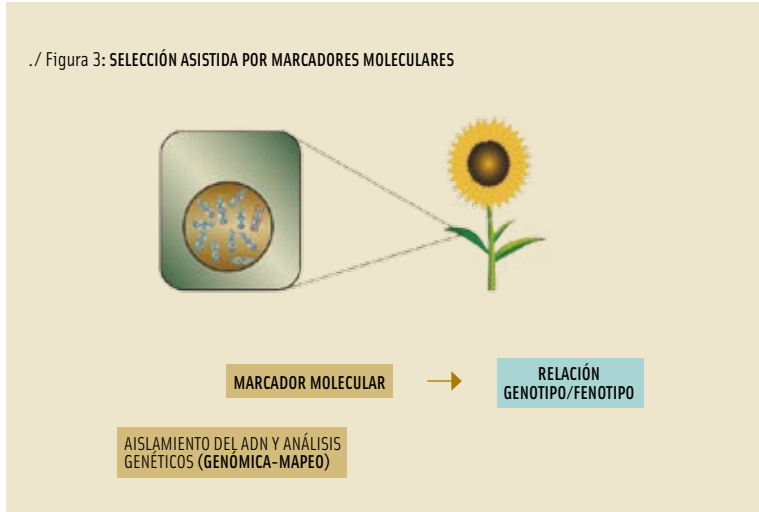 ./ Figura 3: SELECCIÓN ASISTIDA POR MARCADORES MOLECULARES
MARCADOR MOLECULAR
RELACIÓN
GENOTIPO/FENOTIPO
AISLAMIENTO DEL ADN Y ANÁLISIS
GENÉTICOS (GENÓMICA-MAPEO)